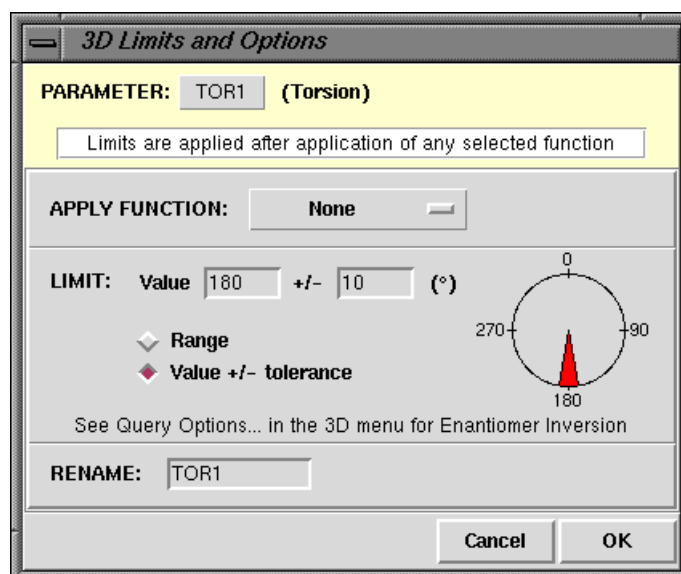 3D Limits and Options
PARAMETER: TOR1 (Torsion)
Limits are applied after application of any selected function
APPLY FUNCTION: None
LIMIT: Value 180 +/- 10 (°)
Range
Value +/- tolerance
0
270
90
180
See Query Options... in the 3D menu for Enantiomer Inversion
RENAME: TOR1
Cancel OK